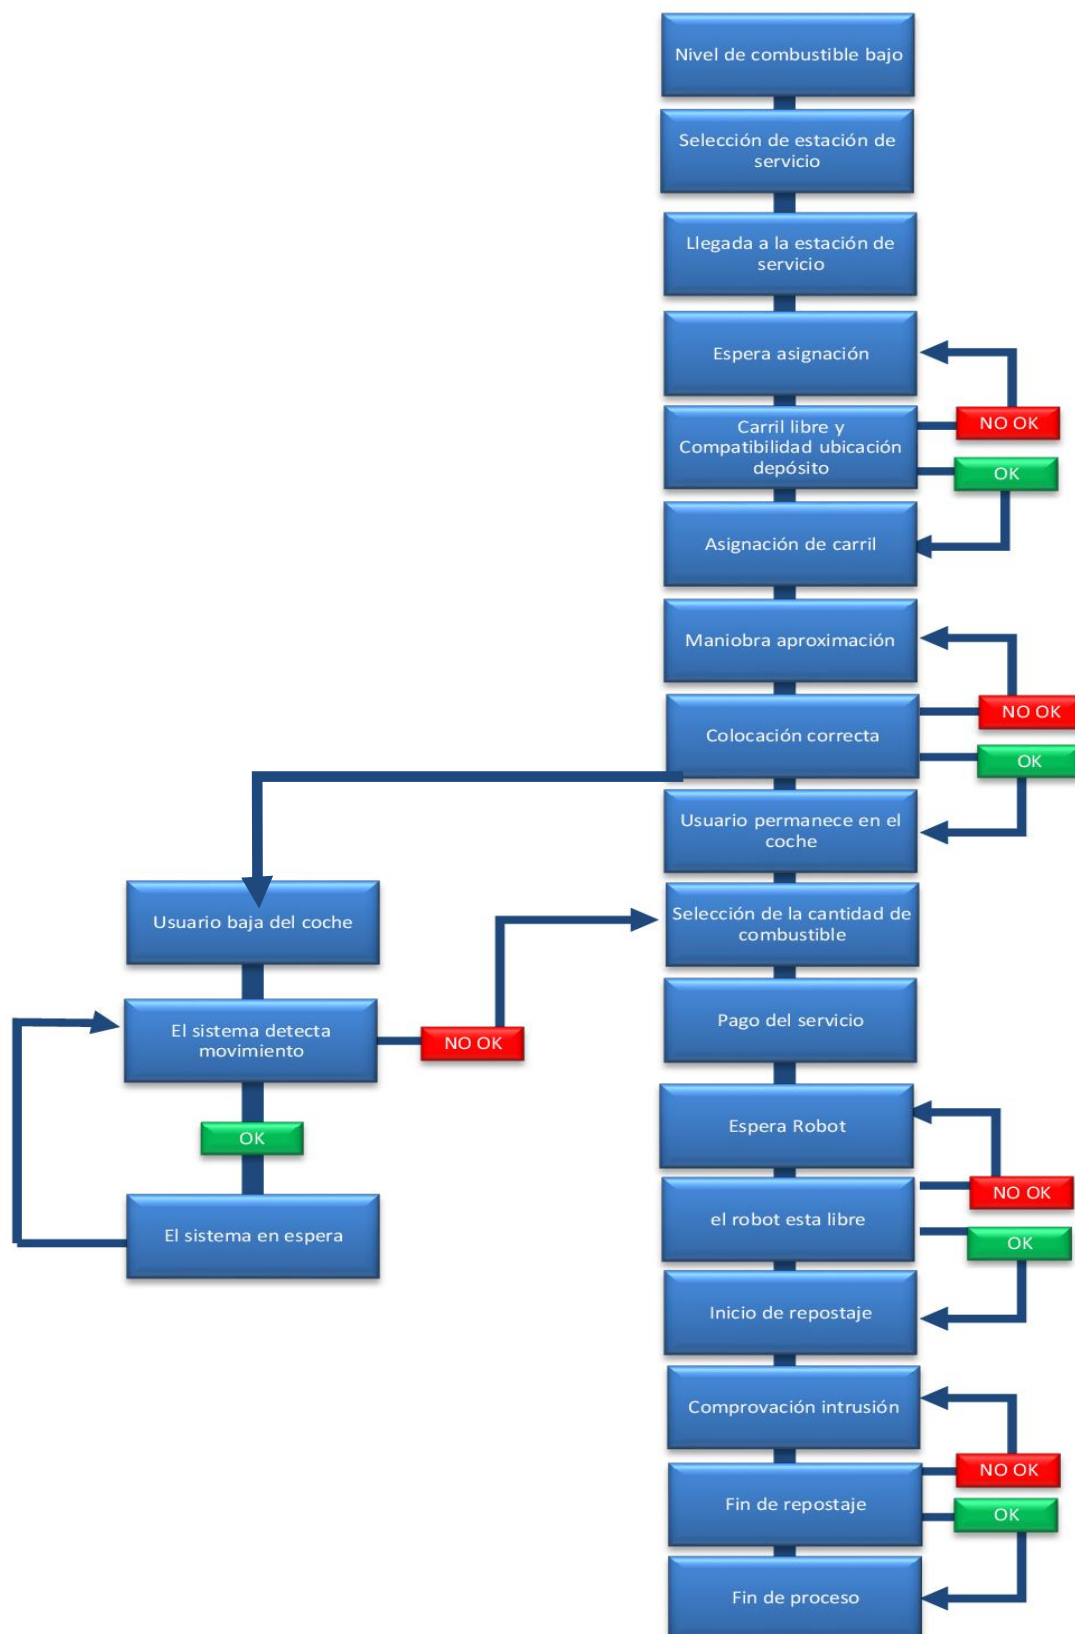 Nivel de combustible bajo
Selección de estación de
servicio
Llegada a la estación de
servicio
Espera asignación
Carril libre y
Compatibilidad ubicación
depósito
NO OK
OK
Asignación de carril
Maniobra aproximación
Colocación correcta
NO OK
OK
Usuario permanece en el
coche
Usuario baja del coche
El sistema detecta
movimiento
NO OK
OK
El sistema en espera
Selección de la cantidad de
combustible
Pago del servicio
Espera Robot
el robot esta libre
NO OK
OK
Inicio de repostaje
Comprovación intrusión
Fin de repostaje
NO OK
OK
Fin de proceso